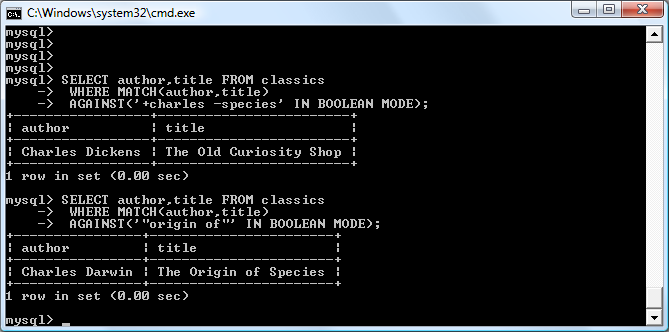 C:\Windows\system32\cmd.exe
mysql>
mysql>
mysql>
mysql>
mysql> SELECT author,title FROM classics
    ->  WHERE MATCH(author,title)
    ->  AGAINST('+charles -species' IN BOOLEAN MODE);
+-----------------+------------------------+
| author          | title                  |
+-----------------+------------------------+
| Charles Dickens | The Old Curiosity Shop |
+-----------------+------------------------+
1 row in set (0.00 sec)
mysql> SELECT author,title FROM classics
    ->  WHERE MATCH(author,title)
    ->  AGAINST('"origin of"' IN BOOLEAN MODE);
+----------------+-----------------------+
| author         | title                 |
+----------------+-----------------------+
| Charles Darwin | The Origin of Species |
+----------------+-----------------------+
1 row in set (0.00 sec)
mysql> _